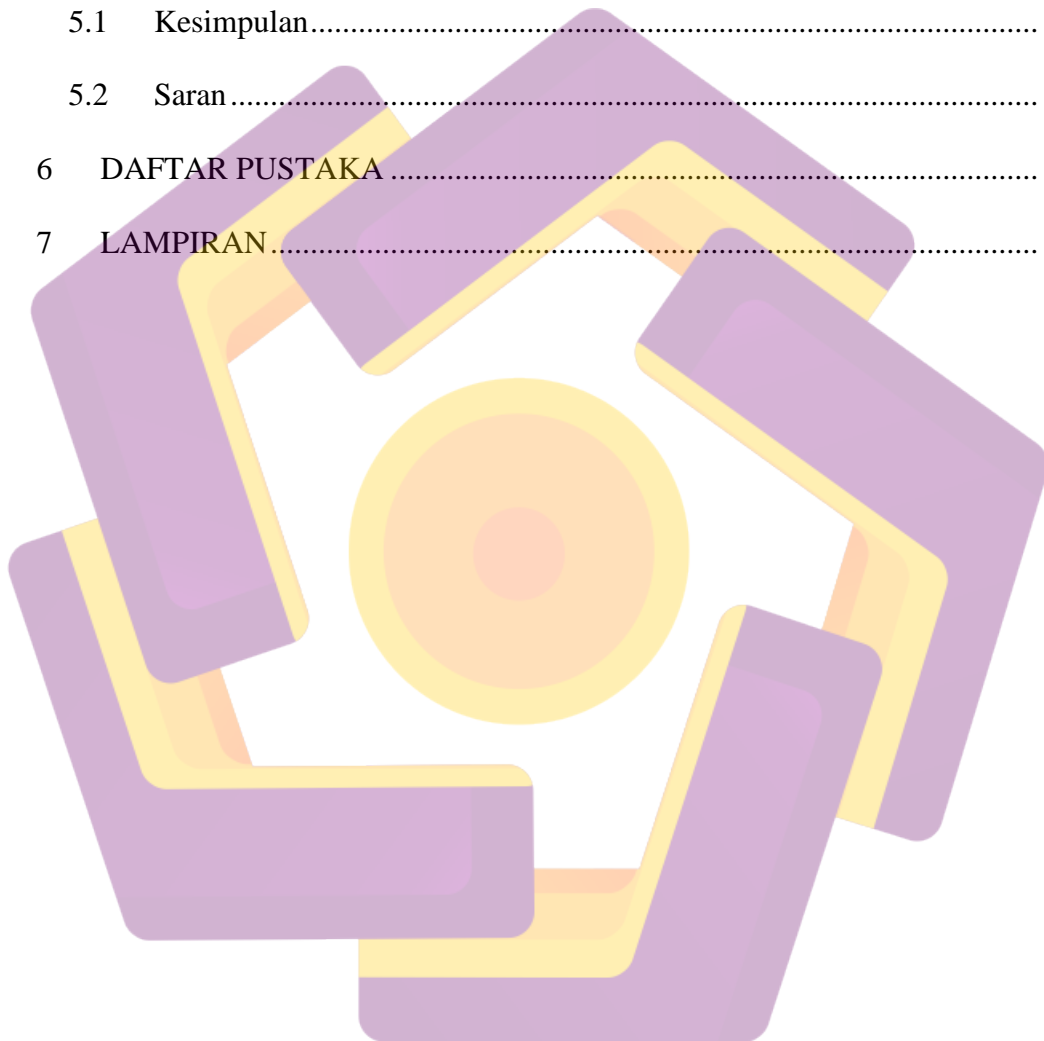 5.1 Kesimpulan..........................................................................................
5.2 Saran....................................................................................................
6 DAFTAR PUSTAKA................................................................................
7 LAMPIRAN...............................................................................................